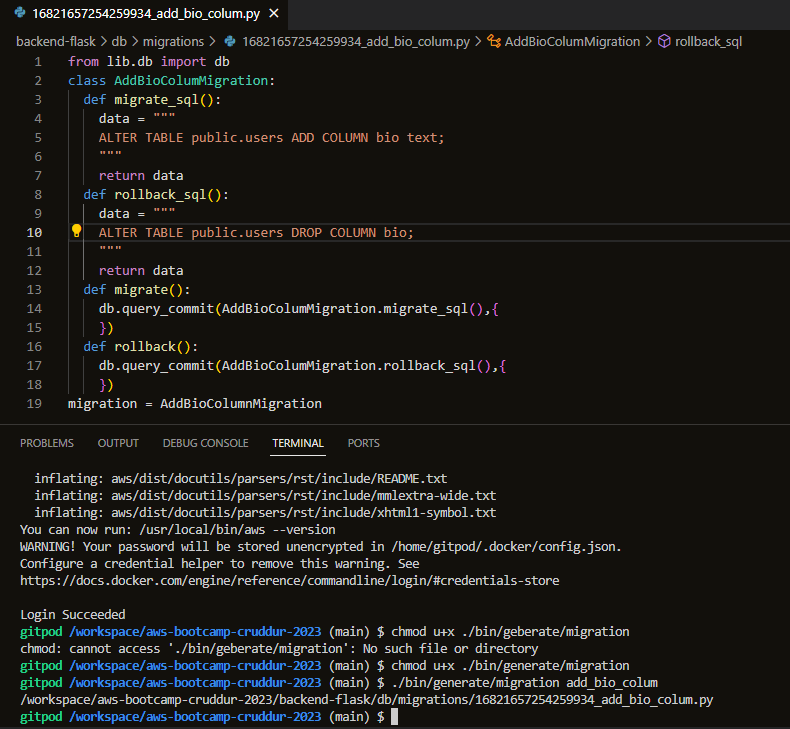 16821657254259934_add_bio_colum.py ×
backend-flask > db > migrations > 16821657254259934_add_bio_colum.py > AddBioColumMigration > rollback_sql
1 from lib.db import db
2 class AddBioColumMigration:
3 def migrate_sql():
4 data = """
5 ALTER TABLE public.users ADD COLUMN bio text;
6 """
7 return data
8 def rollback_sql():
9 data = """
10 ALTER TABLE public.users DROP COLUMN bio;
11 """
12 return data
13 def migrate():
14 db.query_commit(AddBioColumMigration.migrate_sql(),{
15 })
16 def rollback():
17 db.query_commit(AddBioColumMigration.rollback_sql(),{
18 })
19 migration = AddBioColumnMigration
PROBLEMS OUTPUT DEBUG CONSOLE TERMINAL PORTS
inflating: aws/dist/docutils/parsers/rst/include/README.txt
inflating: aws/dist/docutils/parsers/rst/include/mmlextra-wide.txt
inflating: aws/dist/docutils/parsers/rst/include/xhtml1-symbol.txt
You can now run: /usr/local/bin/aws --version
WARNING! Your password will be stored unencrypted in /home/gitpod/.docker/config.json.
Configure a credential helper to remove this warning. See
https://docs.docker.com/engine/reference/commandline/login/#credentials-store
Login Succeeded
gitpod /workspace/aws-bootcamp-cruddur-2023 (main) $ chmod u+x ./bin/geberate/migration
chmod: cannot access './bin/geberate/migration': No such file or directory
gitpod /workspace/aws-bootcamp-cruddur-2023 (main) $ chmod u+x ./bin/generate/migration
gitpod /workspace/aws-bootcamp-cruddur-2023 (main) $ ./bin/generate/migration add_bio_colum
/workspace/aws-bootcamp-cruddur-2023/backend-flask/db/migrations/16821657254259934_add_bio_colum.py
gitpod /workspace/aws-bootcamp-cruddur-2023 (main) $